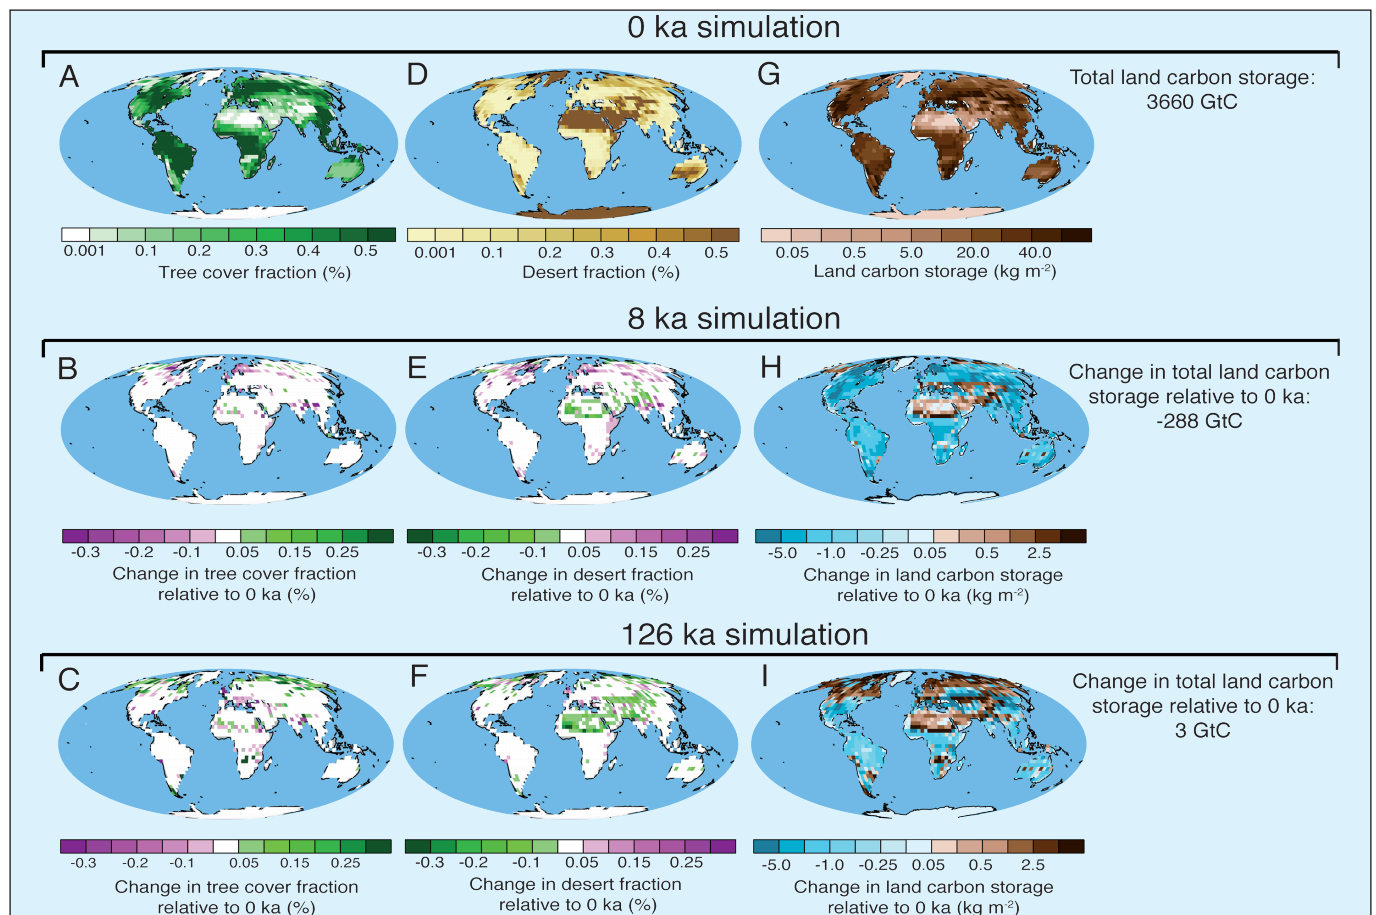 0 ka simulation
A
D
G
Total land carbon storage:
3660 GtC
0.001 0.1 0.2 0.3 0.4 0.5
Tree cover fraction (%)
0.001 0.1 0.2 0.3 0.4 0.5
Desert fraction (%)
0.05 0.5 5.0 20.0 40.0
Land carbon storage (kg m-2)
8 ka simulation
B
E
H
Change in total land carbon
storage relative to 0 ka:
-288 GtC
-0.3 -0.2 -0.1 0.05 0.15 0.25
Change in tree cover fraction
relative to 0 ka (%)
-0.3 -0.2 -0.1 0.05 0.15 0.25
Change in desert fraction
relative to 0 ka (%)
-5.0 -1.0 -0.25 0.05 0.5 2.5
Change in land carbon storage
relative to 0 ka (kg m-2)
126 ka simulation
C
F
I
Change in total land carbon
storage relative to 0 ka:
3 GtC
-0.3 -0.2 -0.1 0.05 0.15 0.25
Change in tree cover fraction
relative to 0 ka (%)
-0.3 -0.2 -0.1 0.05 0.15 0.25
Change in desert fraction
relative to 0 ka (%)
-5.0 -1.0 -0.25 0.05 0.5 2.5
Change in land carbon storage
relative to 0 ka (kg m-2)